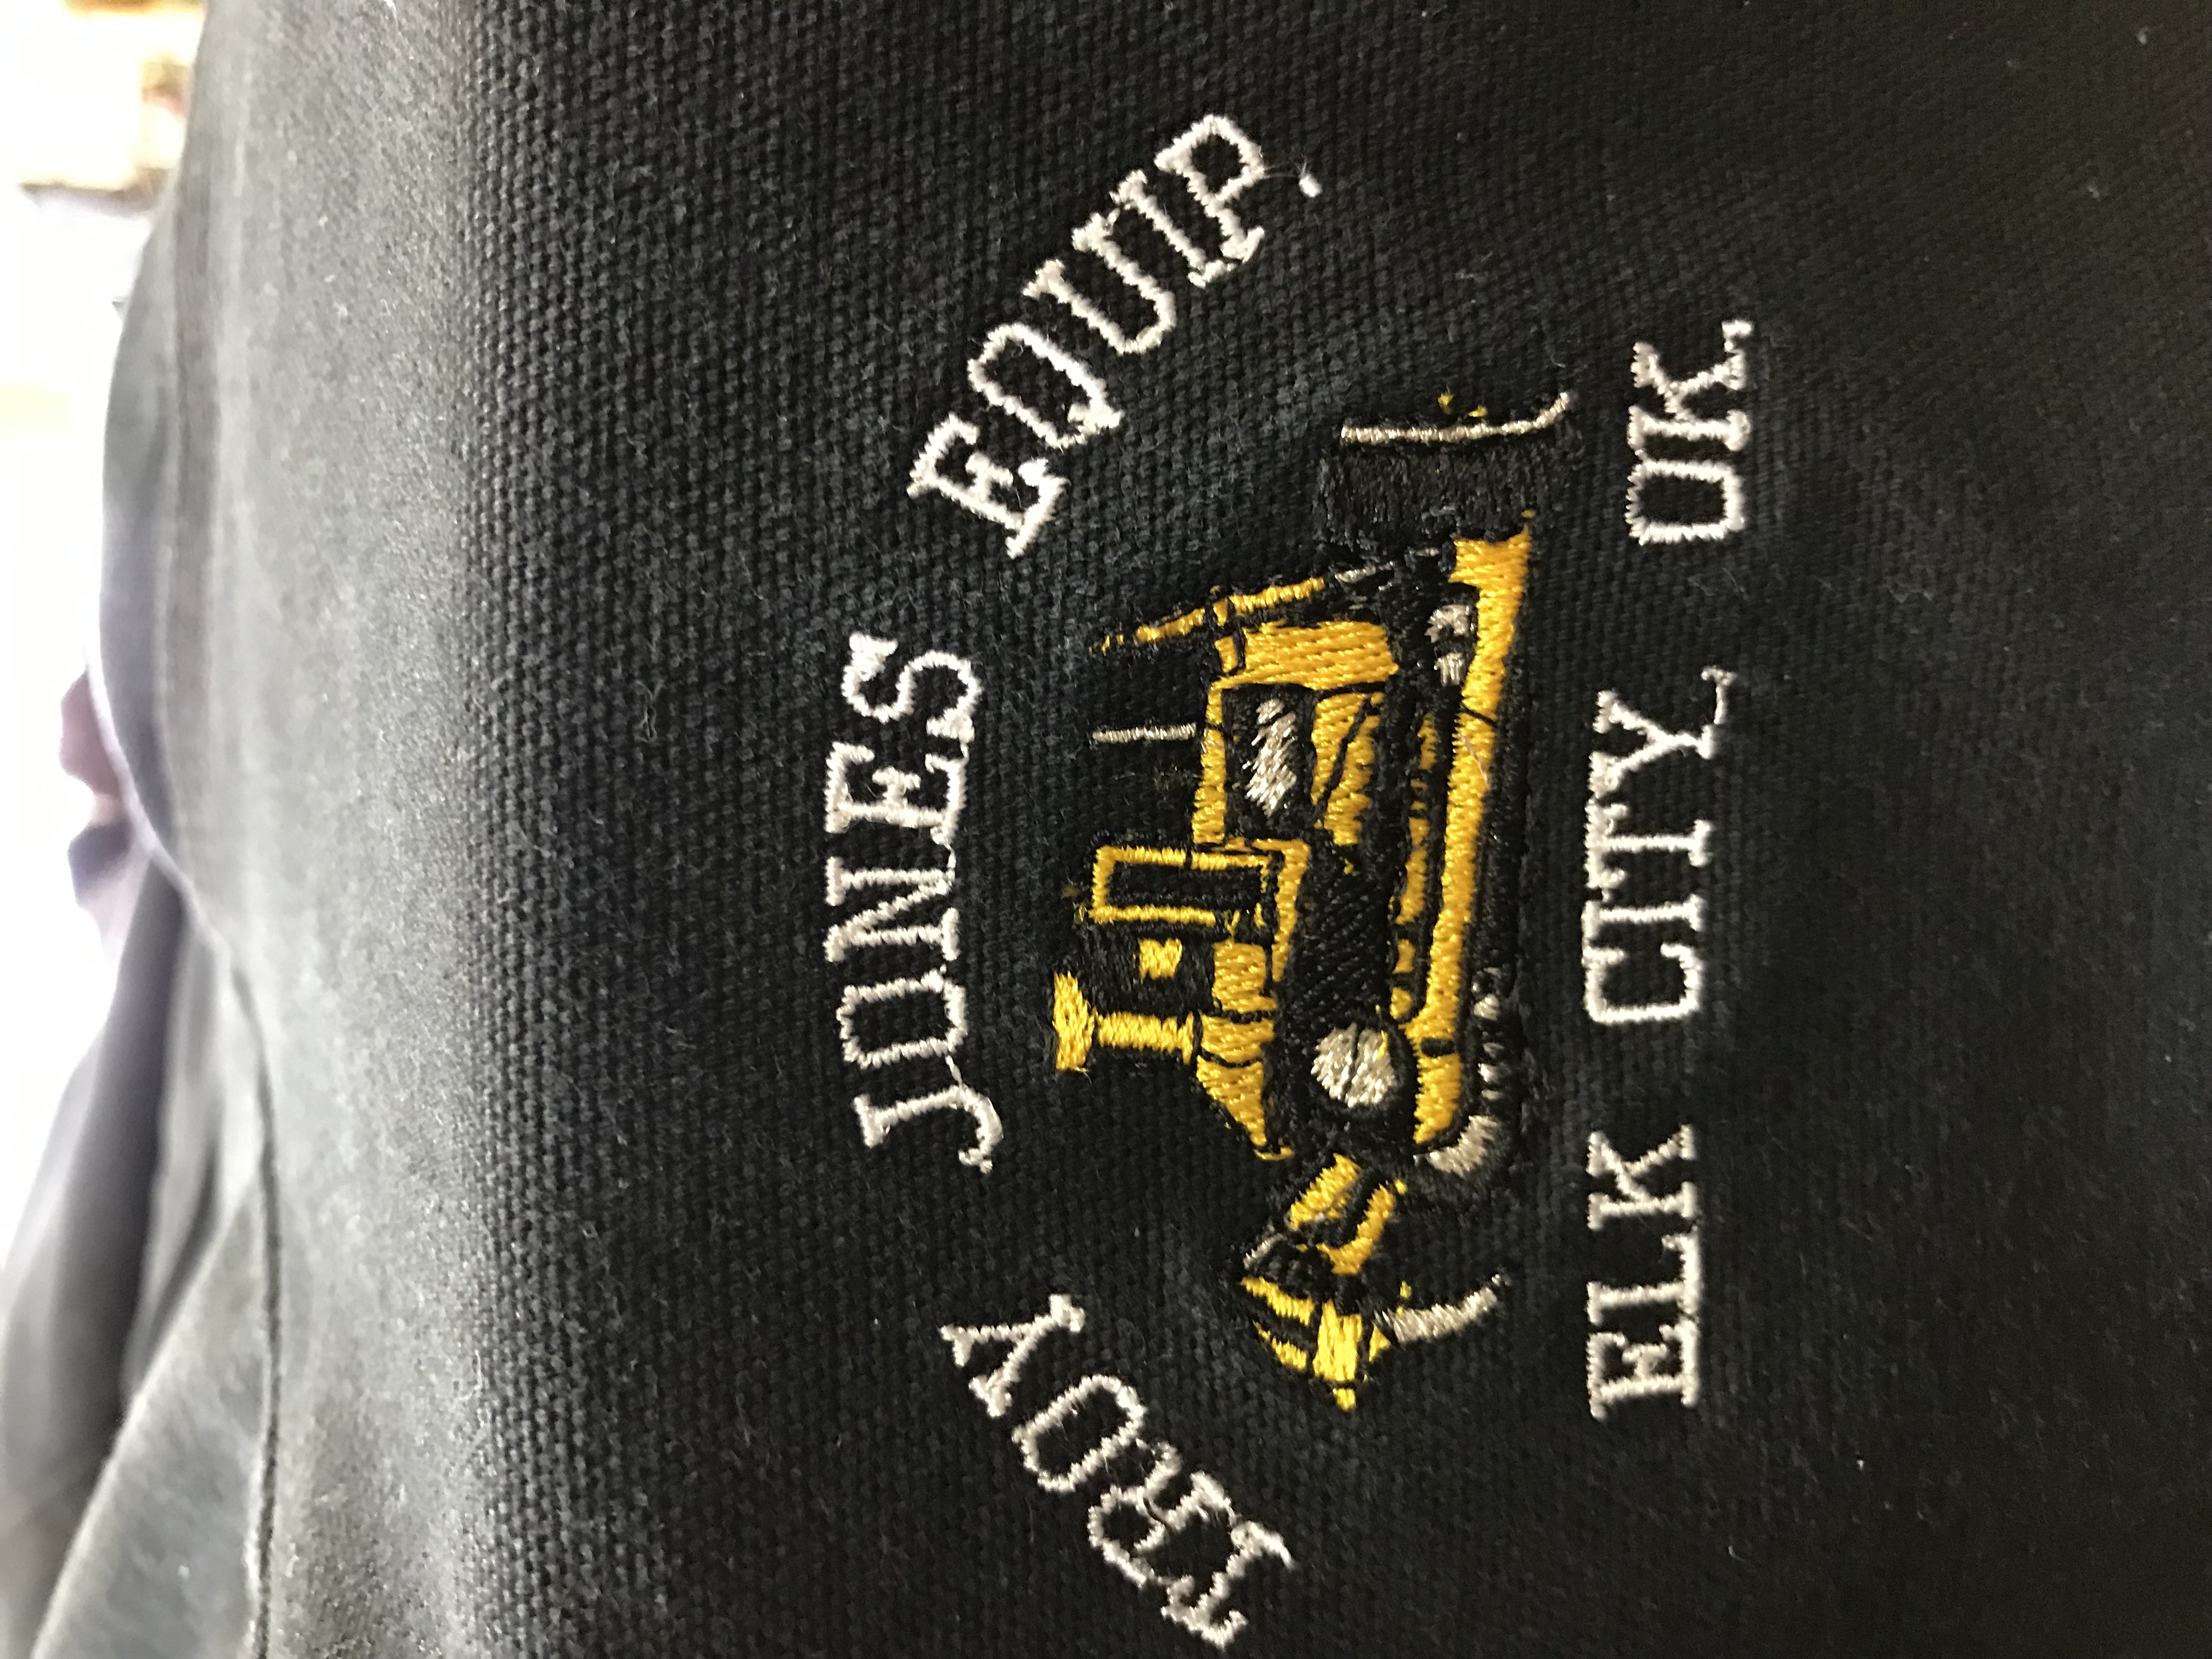 TROY JONES EQUIP.
ELK CITY, OK.